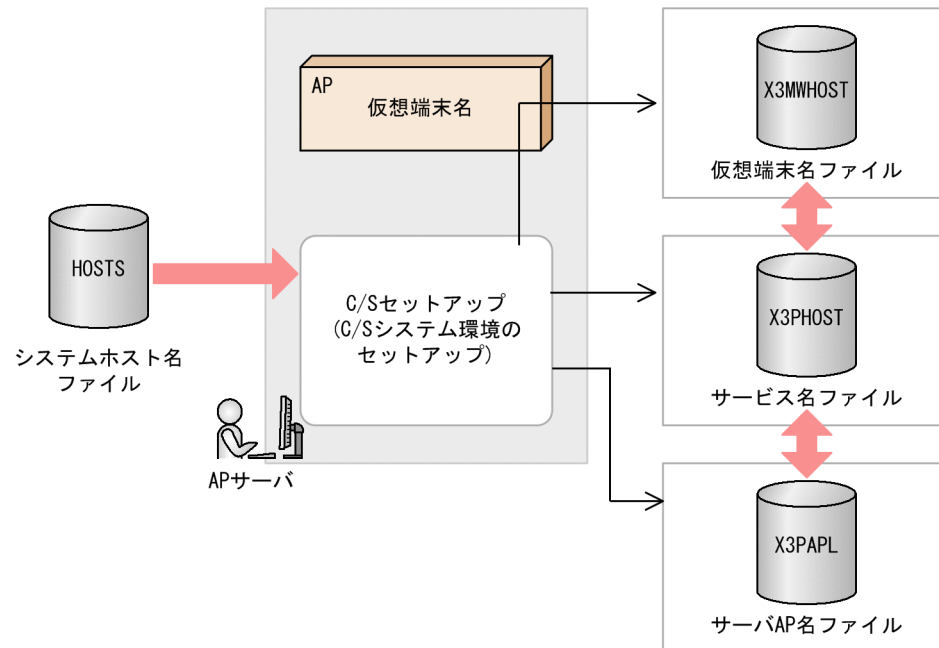 AP
仮想端末名
HOSTS
システムホスト名
ファイル
C/Sセットアップ
(C/Sシステム環境の
セットアップ)
APサーバ
X3MWHOST
仮想端末名ファイル
X3PHOST
サービス名ファイル
X3PAPL
サーバAP名ファイル